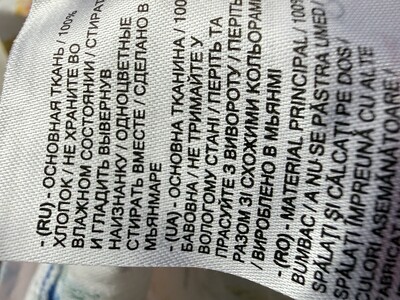 - (RU) - ОСНОВНАЯ ТКАНЬ / 100%
ХЛОПОК / НЕ ХРАНИТЕ ВО
ВЛАЖНОМ СОСТОЯНИИ / СТИРАТЬ
И ГЛАДИТЬ ВЫВЕРНУВ
НАИЗНАНКУ / ОДНОЦВЕТНЫЕ
СТИРАТЬ ВМЕСТЕ / СДЕЛАНО В
МЬЯНМАРЕ
- (UA) - ОСНОВНА ТКАНИНА / 100
БАВОВНА / НЕ ТРИМАЙТЕ У
ВОЛОГОМУ СТАНІ / ПЕРІТЬ ТА
ПРАСУЙТЕ З ВИВОРОТУ / ПЕРІТЬ
РАЗОМ ЗІ СХОЖИМИ КОЛЬОРАМИ
/ ВИРОБЛЕНО В М'ЯНМІ
- (RO) - MATERIAL PRINCIPAL / 100%
BUMBAC / A NU-SE PĂSTRA UMED /
SPĂLAȚI ȘI CĂLCAȚI PE DOS /
SPĂLAȚI ÎMPREUNĂ CU ALTE
CULORI ASEMĂNĂTOARE /
FABRICAT